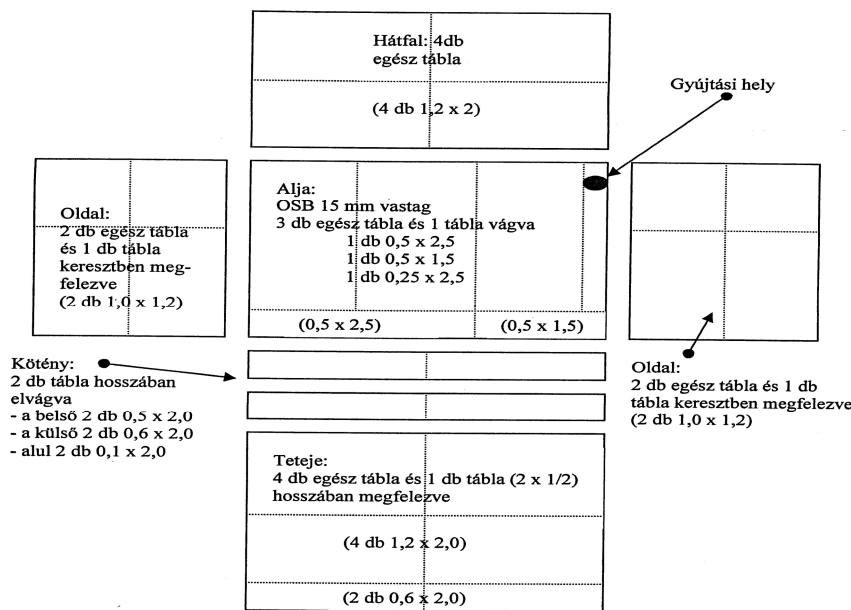 Hátfal: 4db
egész tábla
(4 db 1,2 x 2)
Gyújtási hely
Oldal:
2 db egész tábla
és 1 db tábla
keresztben meg-
felezve
(2 db 1,0 x 1,2)
Alja:
OSB 15 mm vastag
3 db egész tábla és 1 tábla vágva
1 db 0,5 x 2,5
1 db 0,5 x 1,5
1 db 0,25 x 2,5
(0,5 x 2,5)
(0,5 x 1,5)
Kötény:
2 db tábla hosszában
elvágva
- a belső 2 db 0,5 x 2,0
- a külső 2 db 0,6 x 2,0
- alul 2 db 0,1 x 2,0
Oldal:
2 db egész tábla és 1 db
tábla keresztben megfelezve
(2 db 1,0 x 1,2)
Teteje:
4 db egész tábla és 1 db tábla (2 x 1/2)
hosszában megfelezve
(4 db 1,2 x 2,0)
(2 db 0,6 x 2,0)